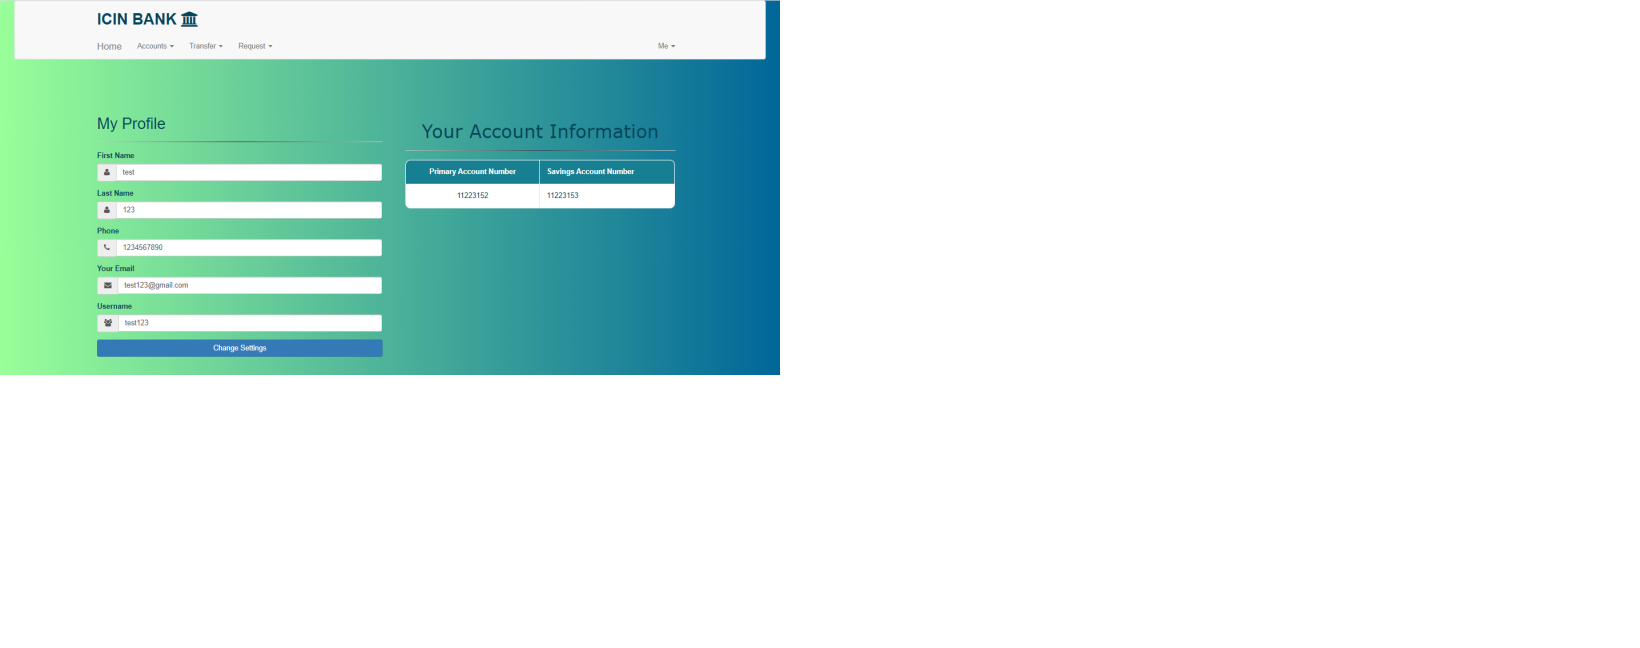 ICIN BANK
Home Accounts Transfer Request Me
My Profile
First Name
test
Last Name
123
Phone
1234567890
Your Email
test123@gmail.com
Username
test123
Change Settings
Your Account Information
Primary Account Number Savings Account Number
11223152 11223153